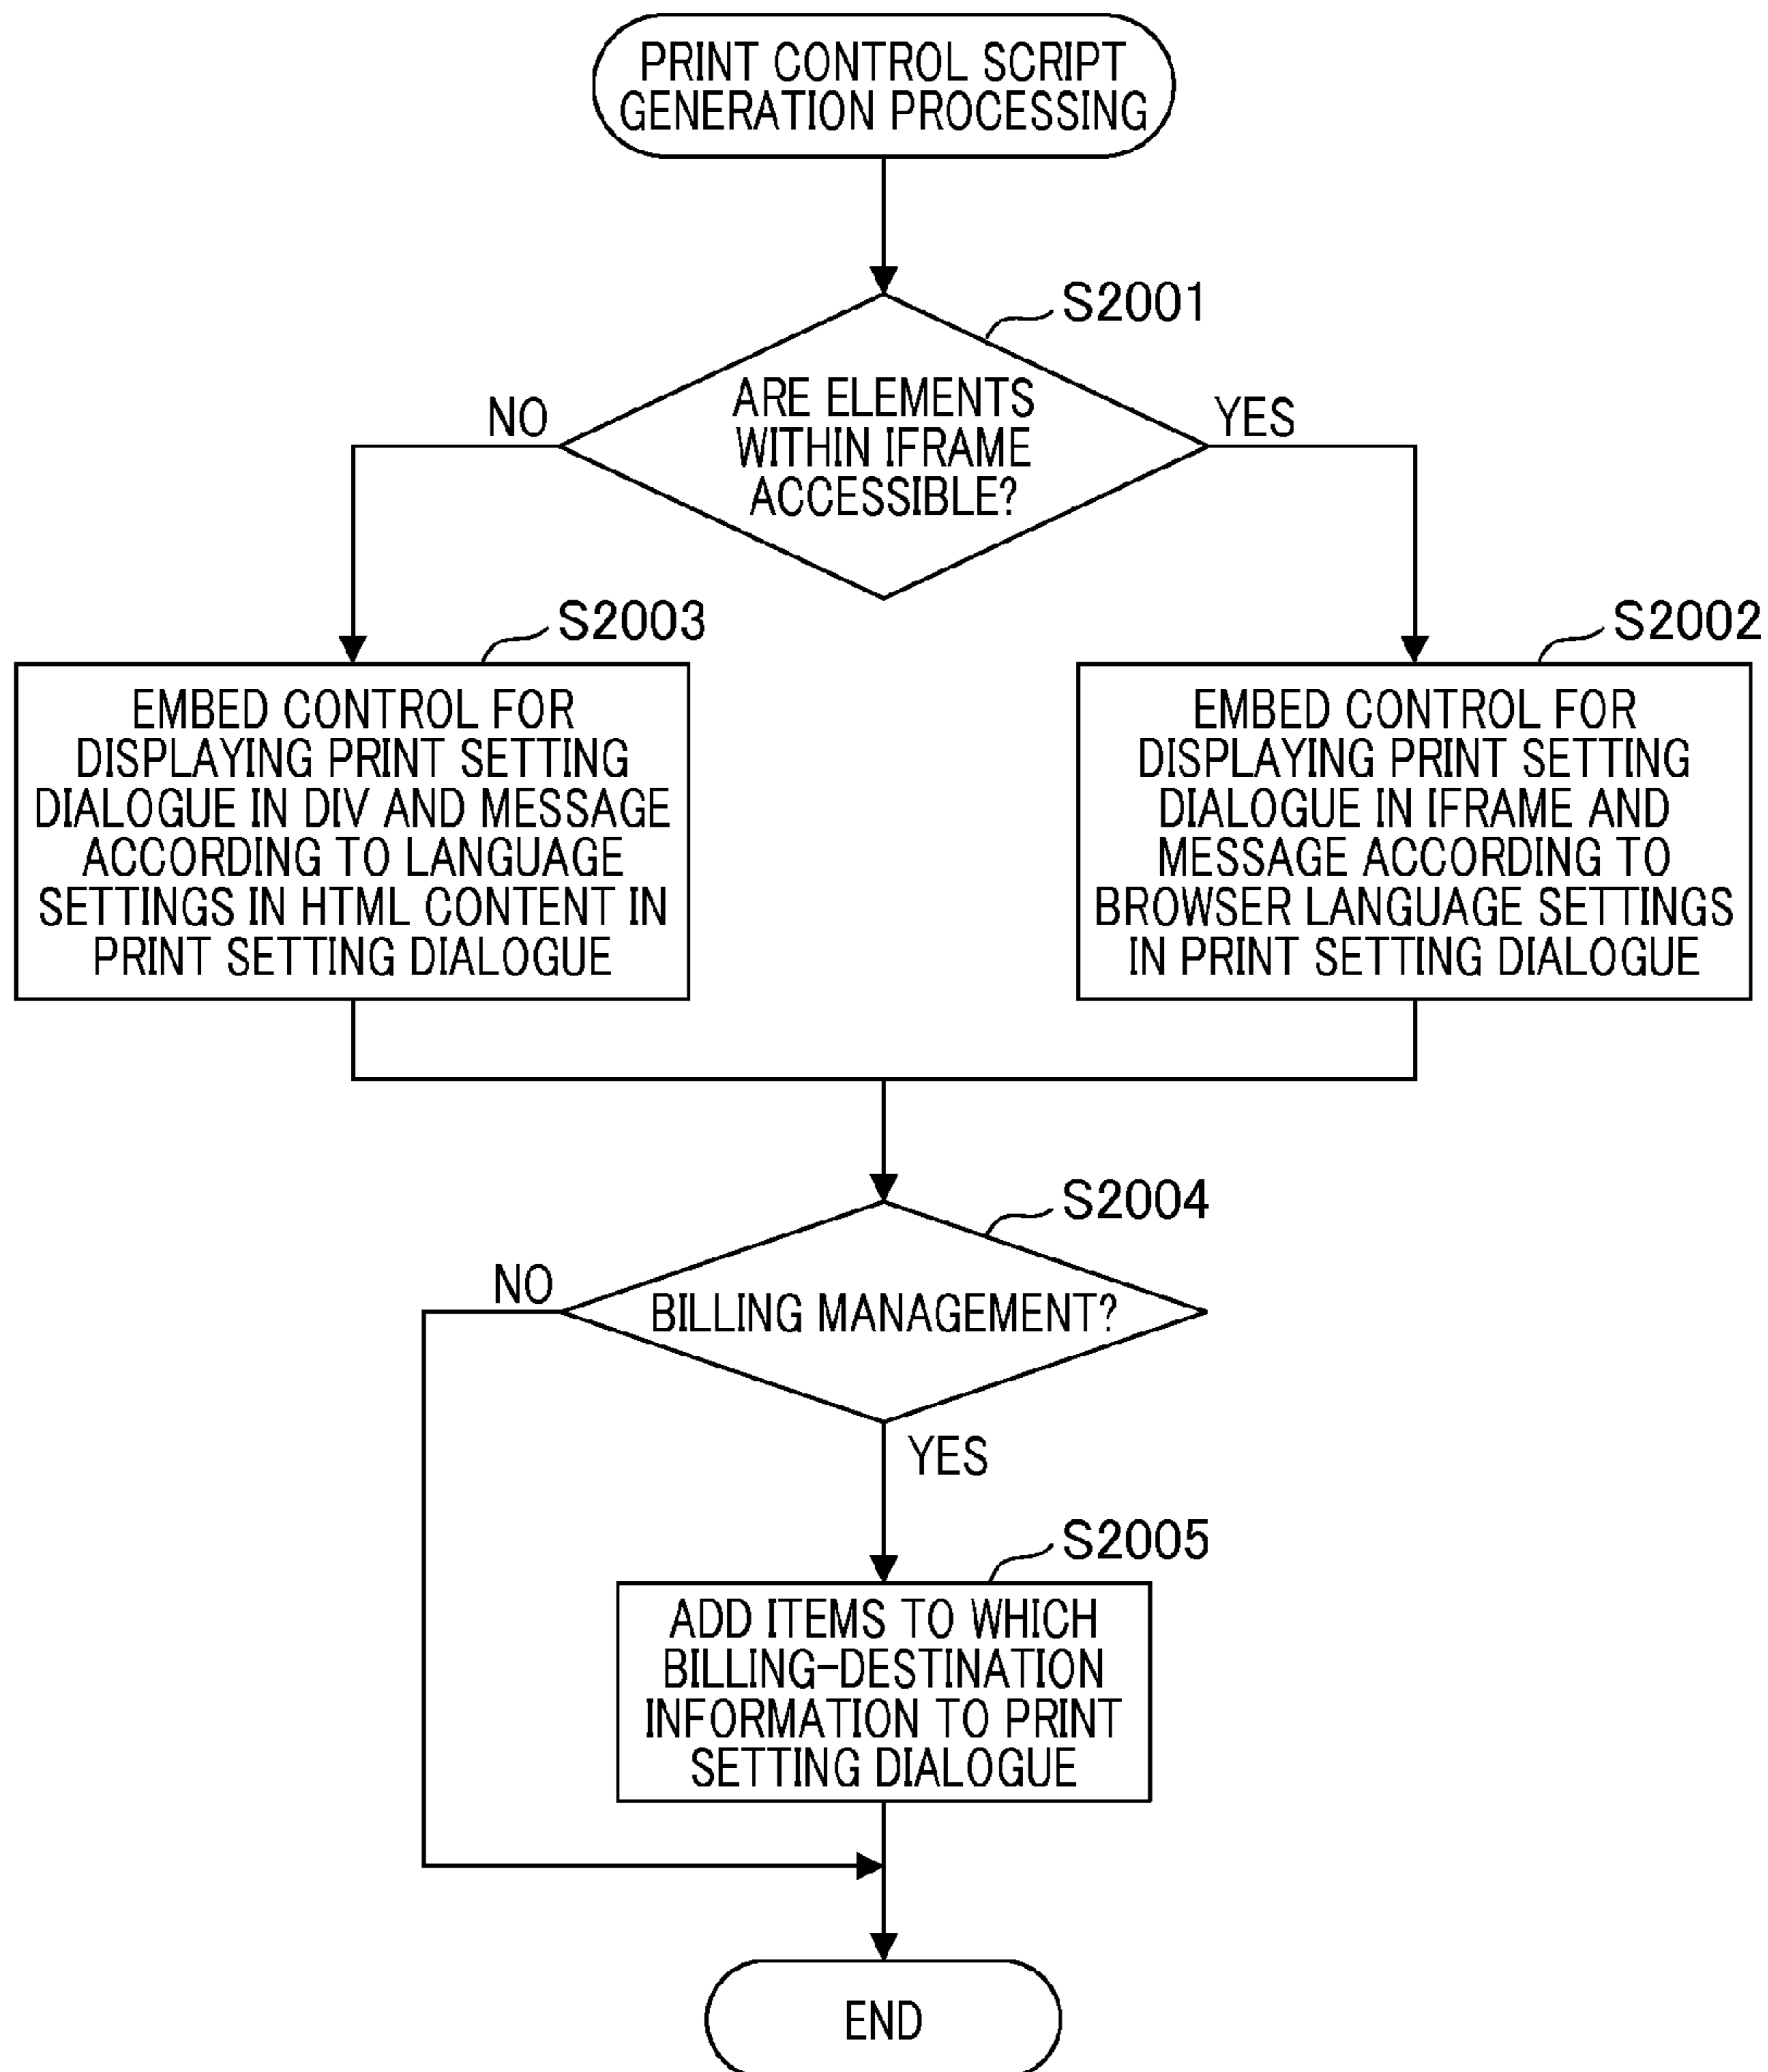 PRINT CONTROL SCRIPT
GENERATION PROCESSING
S2001
ARE ELEMENTS
WITHIN IFRAME
ACCESSIBLE?
NO
YES
S2003
EMBED CONTROL FOR
DISPLAYING PRINT SETTING
DIALOGUE IN DIV AND MESSAGE
ACCORDING TO LANGUAGE
SETTINGS IN HTML CONTENT IN
PRINT SETTING DIALOGUE
S2002
EMBED CONTROL FOR
DISPLAYING PRINT SETTING
DIALOGUE IN IFRAME AND
MESSAGE ACCORDING TO
BROWSER LANGUAGE SETTINGS
IN PRINT SETTING DIALOGUE
S2004
NO
BILLING MANAGEMENT?
YES
S2005
ADD ITEMS TO WHICH
BILLING-DESTINATION
INFORMATION TO PRINT
SETTING DIALOGUE
END